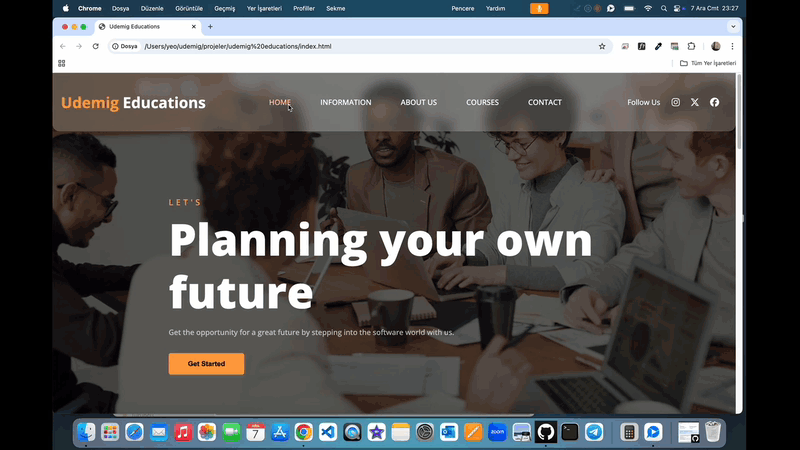 Chrome Dosya Düzenle Görüntüle Geçmiş Yer İşaretleri Profiller Sekme Pencere Yardım 7 Ara Cmt 23:27
Udemig Educations
Dosya /Users/yeo/udemig/projeler/udemig%20educations/index.html
Tüm Yer İşaretleri
Udemig Educations HOME INFORMATION ABOUT US COURSES CONTACT Follow Us
LET'S
Planning your own
future
Get the opportunity for a great future by stepping into the software world with us.
Get Started
7
zoom